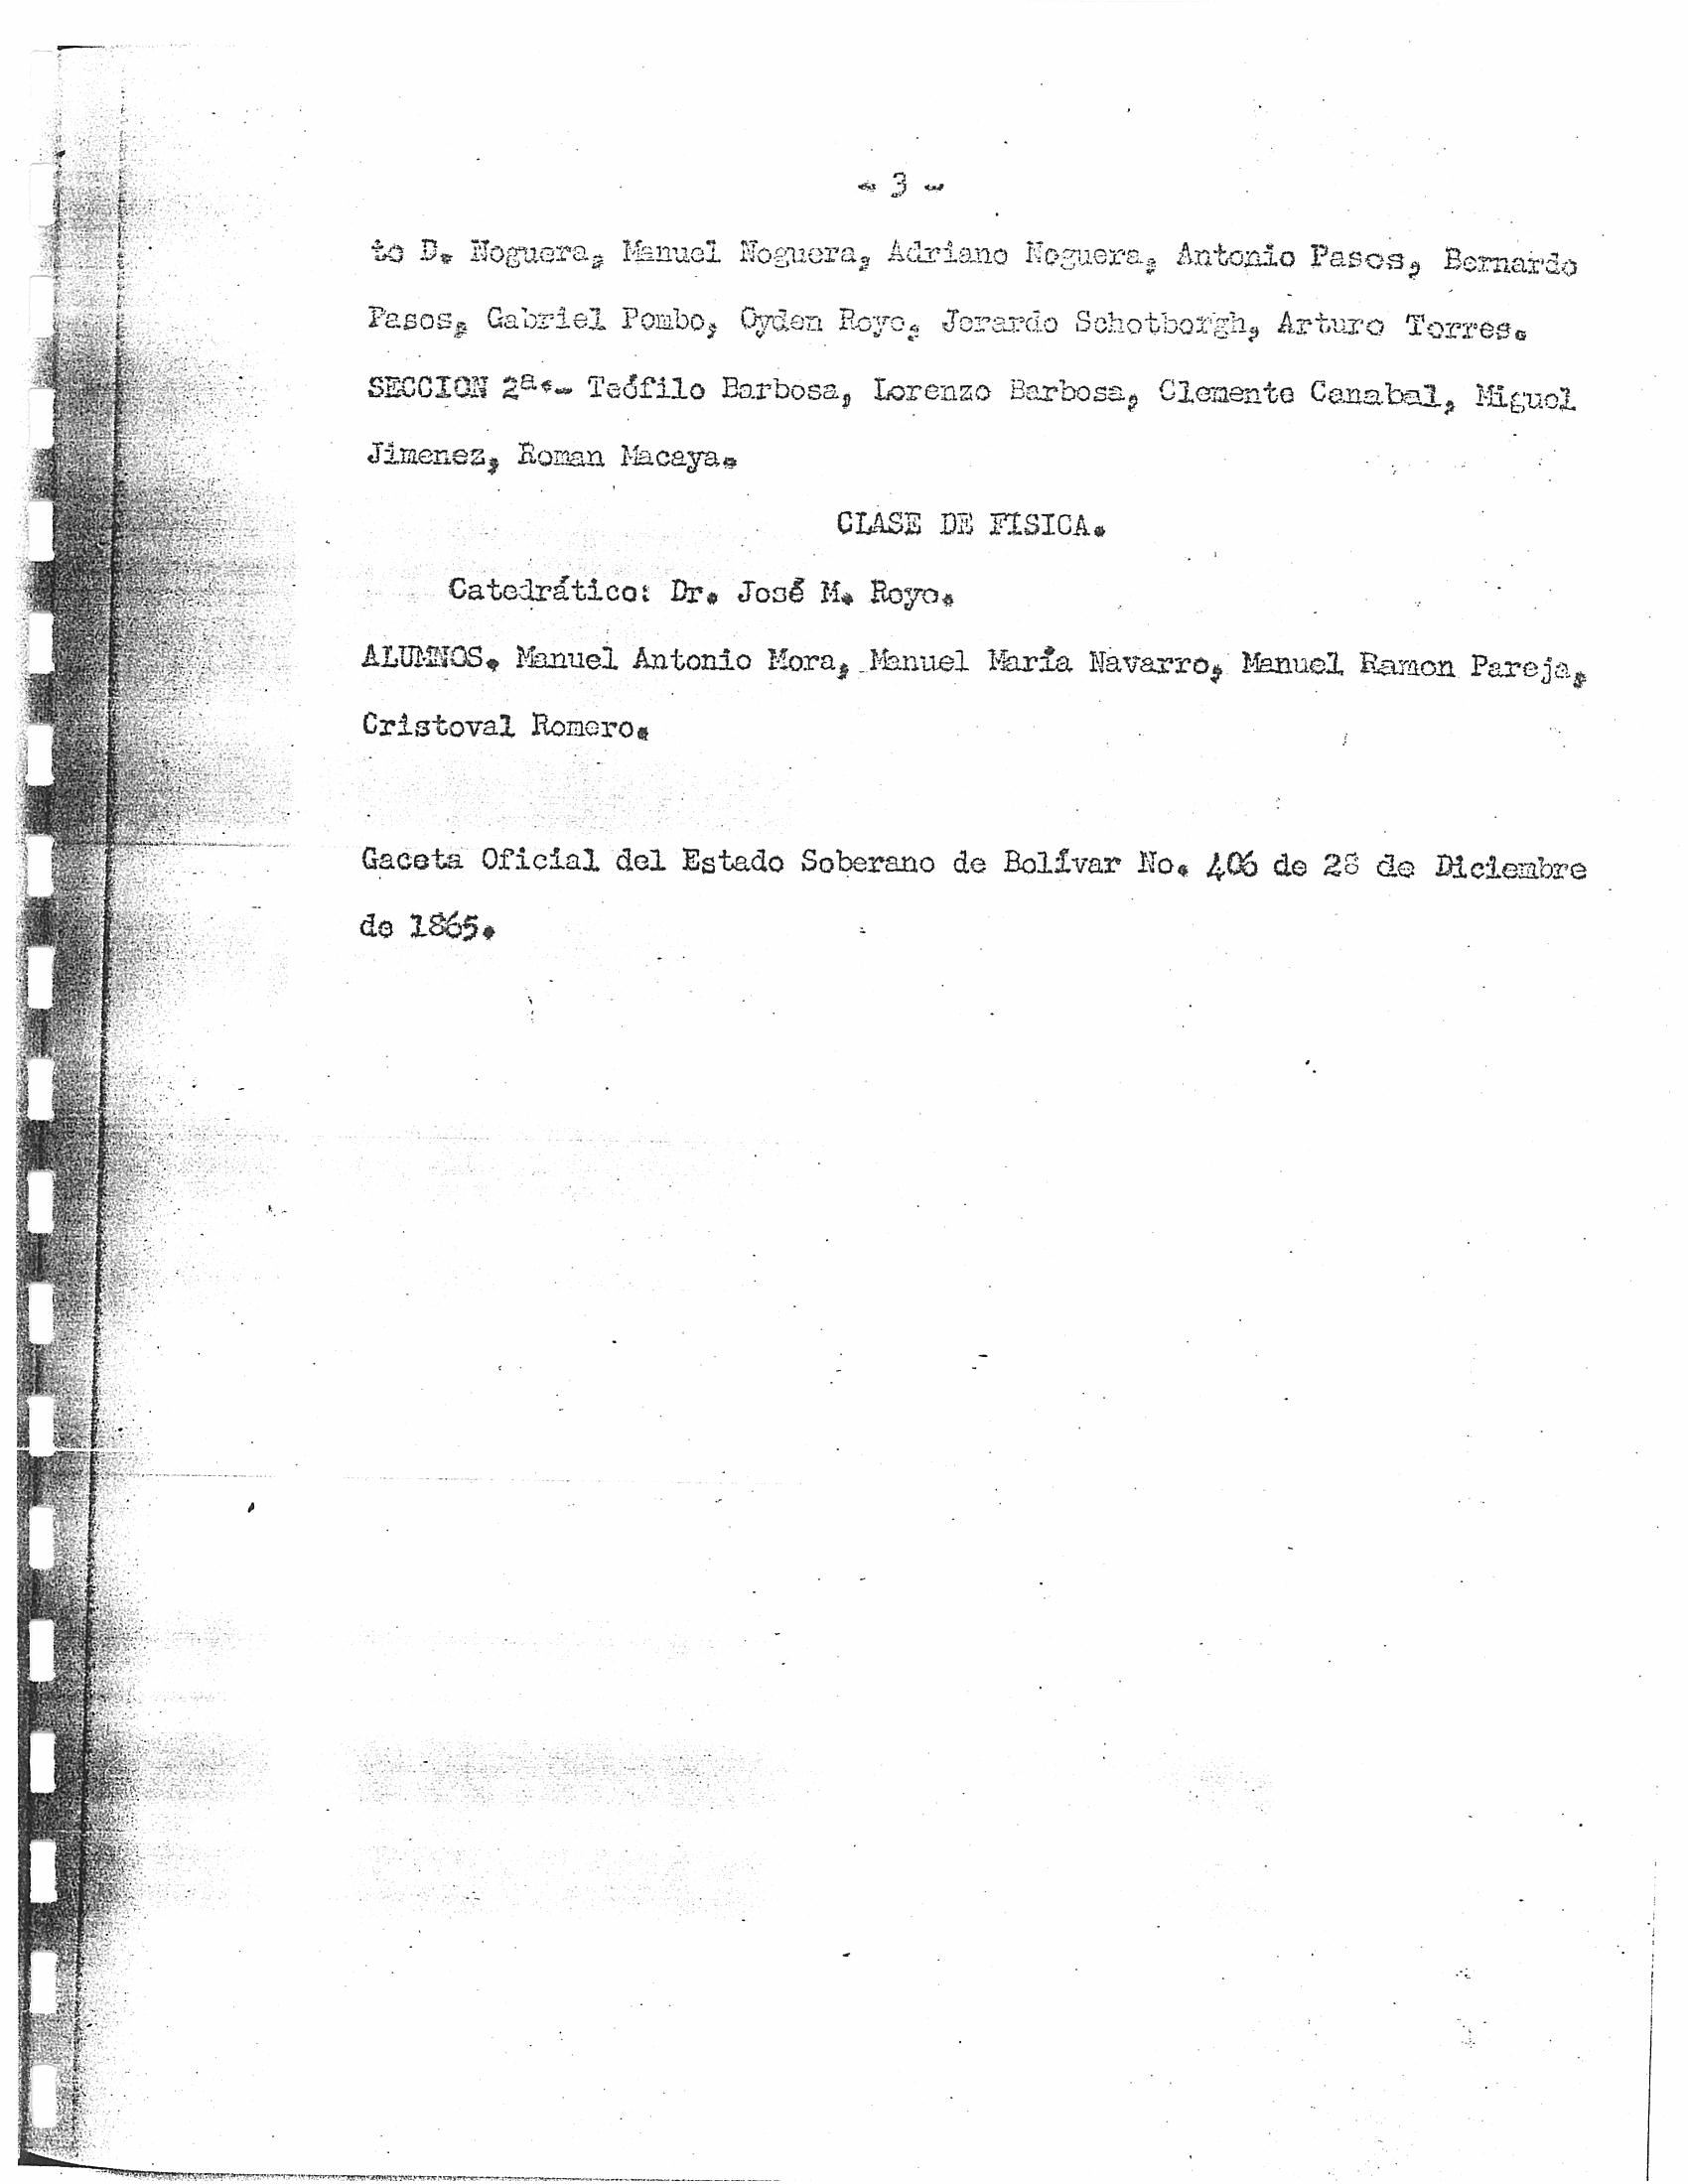 - 3 -
to D. Noguera, Manuel Noguera, Adriano Noguera, Antonio Pasos, Bernardo
Pasos, Gabriel Pombo, Oyden Royo, Jerardo Schotborgh, Arturo Torres.
SECCION 2ª.- Teófilo Barbosa, Lorenzo Barbosa, Clemente Canabal, Miguel
Jimenez, Roman Macaya.
CLASE DE FISICA.
Catedrático: Dr. José M. Royo.
ALUMNOS. Manuel Antonio Mora, Manuel María Navarro, Manuel Ramon Pareja,
Cristoval Romero.
Gaceta Oficial del Estado Soberano de Bolívar No. 406 de 28 de Diciembre
de 1865.